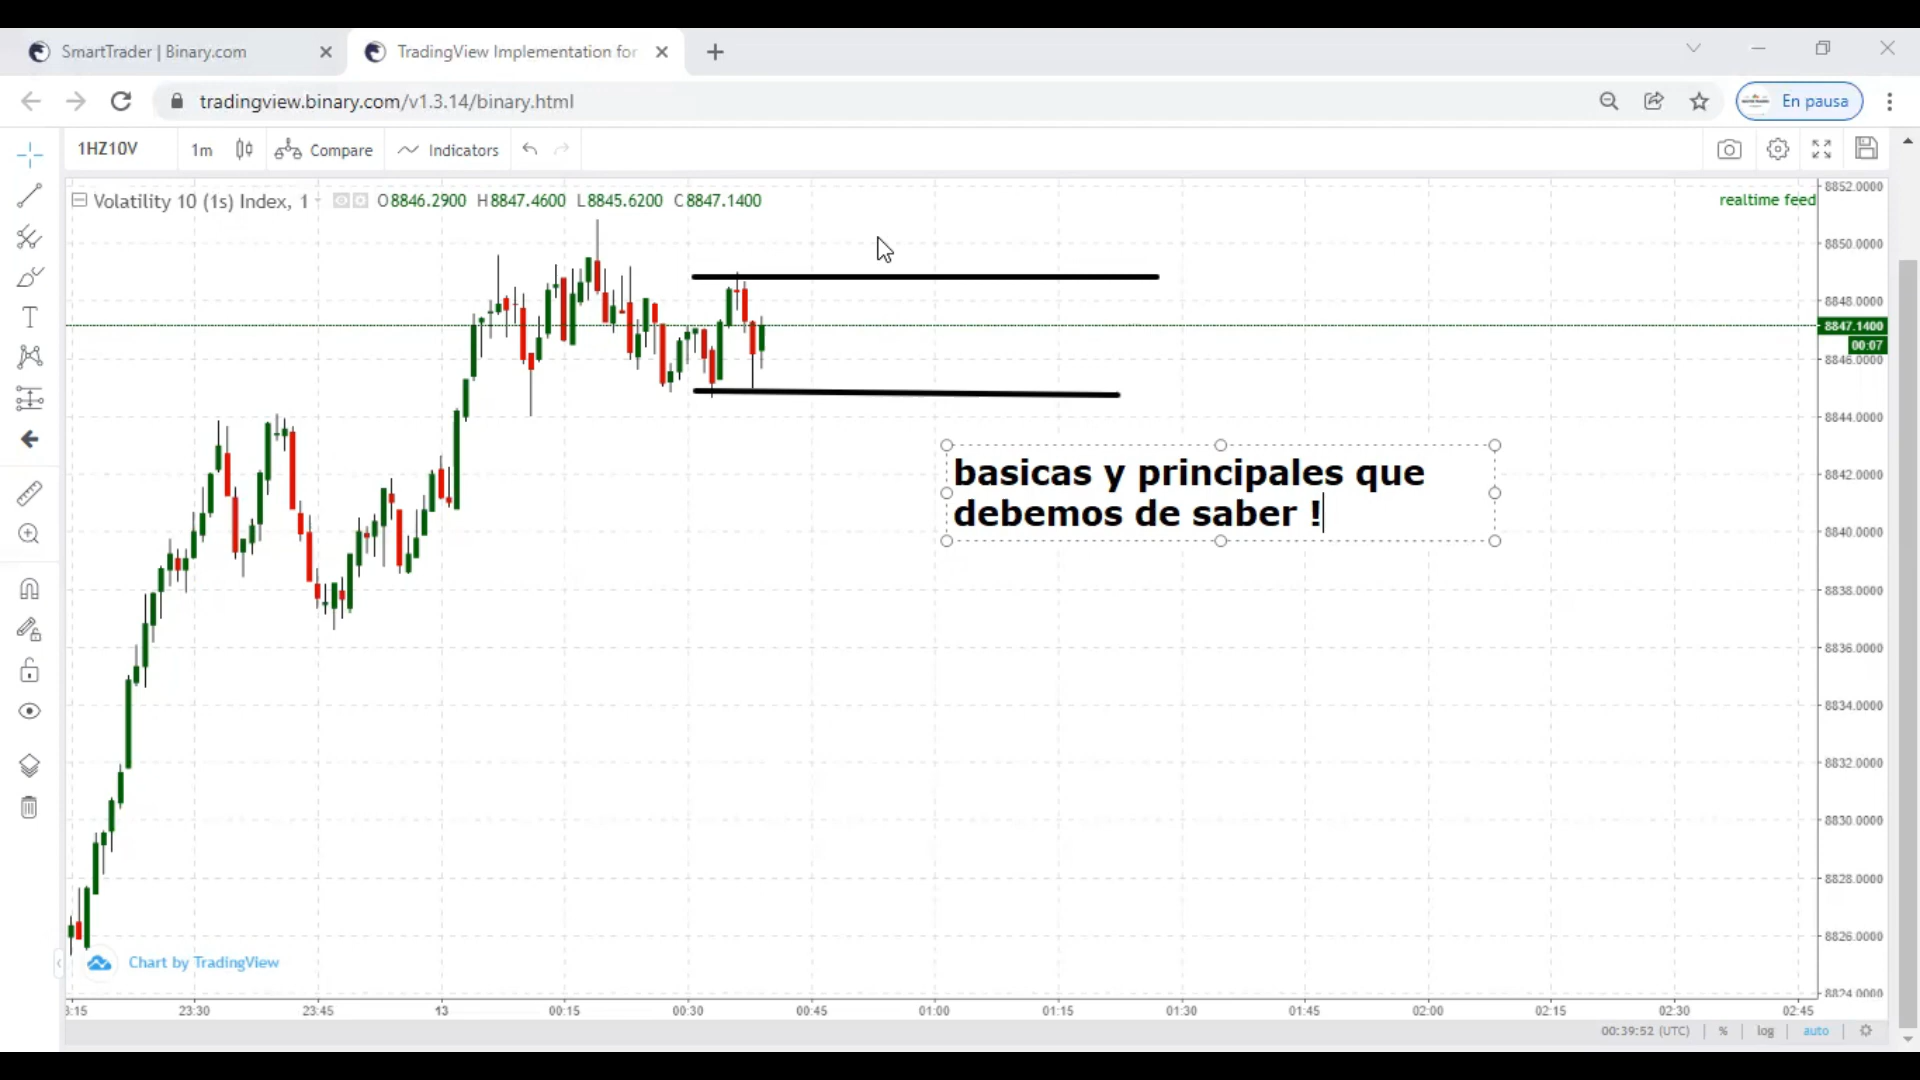 SmartTrader | Binary.com
TradingView Implementation for
tradingview.binary.com/v1.3.14/binary.html
En pausa
1HZ10V
1m
Compare
Indicators
Volatility 10 (1s) Index, 1
O8846.2900 H8847.4600 L8845.6200 C8847.1400
realtime feed
8852.0000
8850.0000
8848.0000
8847.1400
00:07
8846.0000
8844.0000
8842.0000
8840.0000
8838.0000
8836.0000
8834.0000
8832.0000
8830.0000
8828.0000
8826.0000
8824.0000
basicas y principales que
debemos de saber !
Chart by TradingView
3:15 23:30 23:45 13 00:15 00:30 00:45 01:00 01:15 01:30 01:45 02:00 02:15 02:30 02:45
00:39:52 (UTC) % log auto